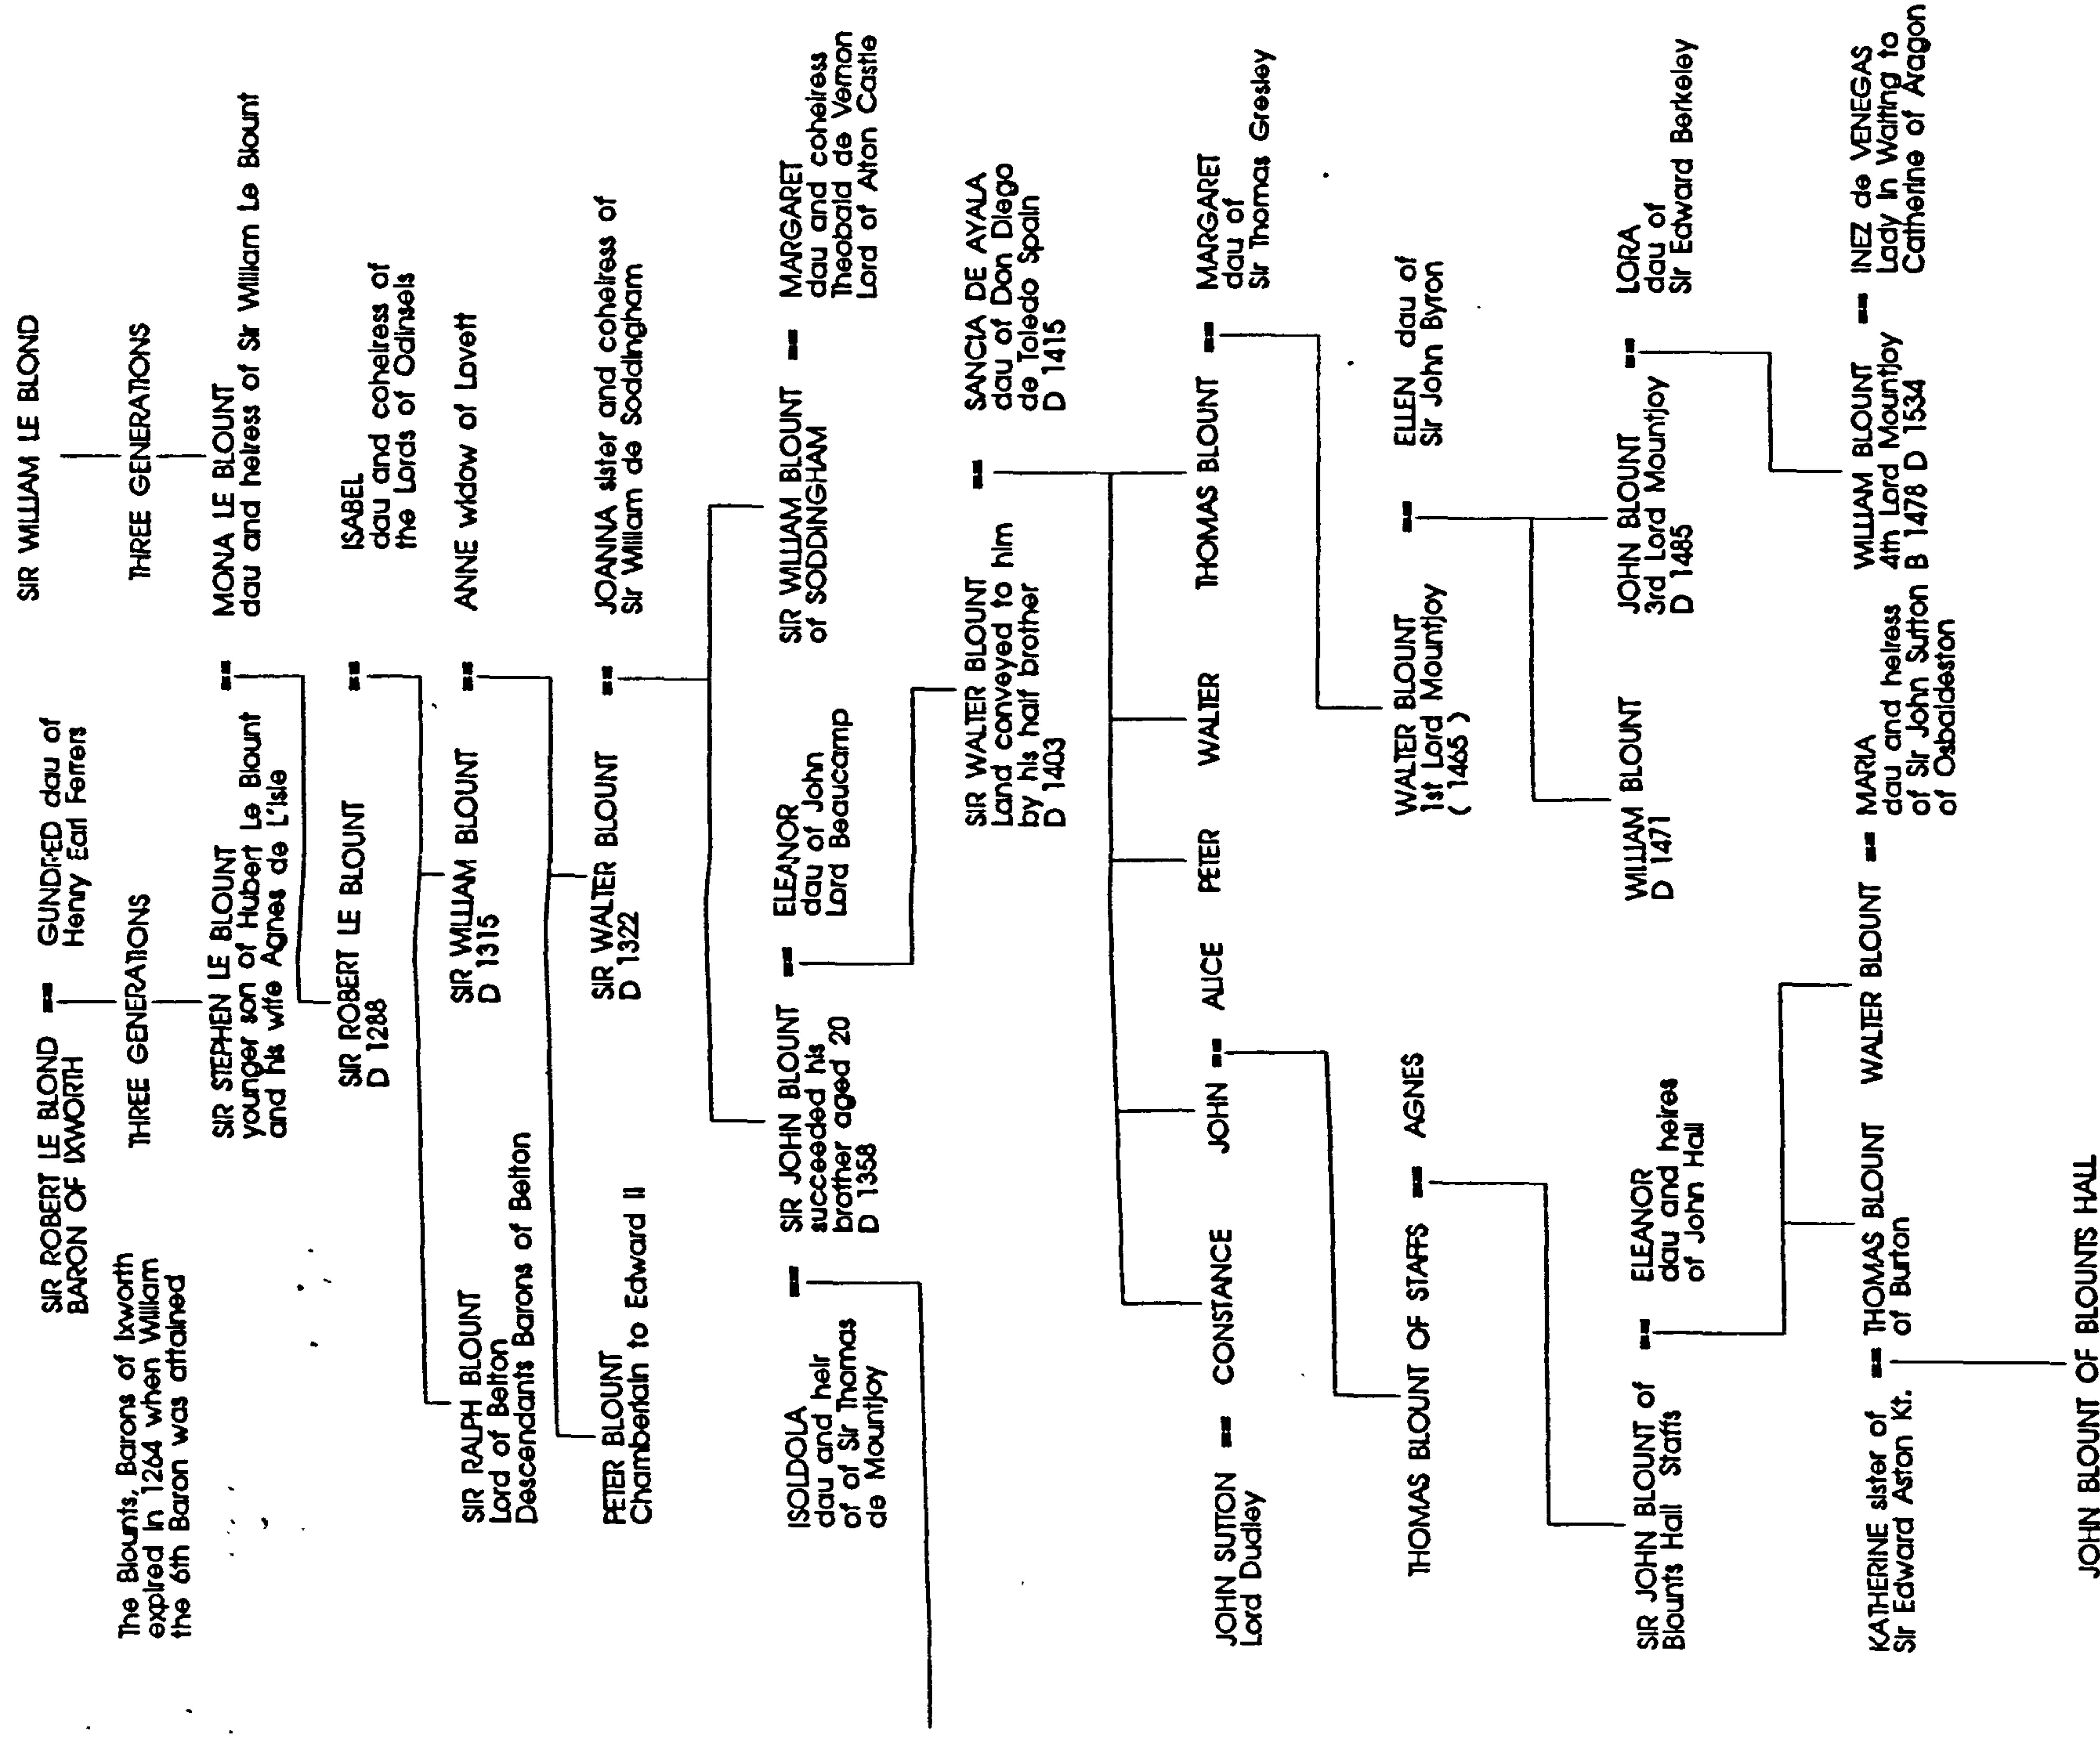 SIR WILLIAM LE BLOND
SIR ROBERT LE BLOND == GUNDRED dau of
BARON OF IXWORTH Henry Earl Ferrers
The Blounts, Barons of Ixworth
expired in 1264 when William
the 6th Baron was attained
THREE GENERATIONS
THREE GENERATIONS
SIR STEPHEN LE BLOUNT
younger son of Hubert Le Blount
and his wife Agnes de L'Isle
==
MONA LE BLOUNT
dau and heiress of Sir William Le Blount
SIR ROBERT LE BLOUNT
D 1288
==
ISABEL
dau and coheiress of
the Lords of Odinsels
SIR RALPH BLOUNT
Lord of Belton
Descendants Barons of Belton
SIR WILLIAM BLOUNT
D 1315
==
ANNE widow of Lovett
PETER BLOUNT
Chamberlain to Edward II
SIR WALTER BLOUNT
D 1322
==
JOANNA sister and coheiress of
Sir William de Soddingham
ISOLDOLA
dau and heir
of of Sir Thomas
de Mountjoy
==
SIR JOHN BLOUNT
succeeded his
brother aged 20
D 1358
==
ELEANOR
dau of John
Lord Beaucamp
SIR WILLIAM BLOUNT
of SODDINGHAM
==
MARGARET
dau and coheiress
Theobald de Vernon
Lord of Alton Castle
SIR WALTER BLOUNT
Land conveyed to him
by his half brother
D 1403
==
SANCIA DE AYALA
dau of Don Diego
de Toledo Spain
D 1415
JOHN SUTTON == CONSTANCE
Lord Dudley
JOHN == ALICE
PETER
WALTER
THOMAS BLOUNT ==
MARGARET
dau of
Sir Thomas Gresley
THOMAS BLOUNT OF STAFFS == AGNES
WALTER BLOUNT
1st Lord Mountjoy
( 1465 )
==
ELLEN dau of
Sir John Byron
SIR JOHN BLOUNT of
Blounts Hall Staffs
==
ELEANOR
dau and heires
of John Hall
WILLIAM BLOUNT
D 1471
JOHN BLOUNT
3rd Lord Mountjoy
D 1485
==
LORA
dau of
Sir Edward Berkeley
KATHERINE sister of
Sir Edward Aston Kt.
==
THOMAS BLOUNT
of Burton
WALTER BLOUNT ==
MARIA
dau and heiress
of Sir John Sutton
of Osbaldeston
WILLIAM BLOUNT
4th Lord Mountjoy
B 1478 D 1534
==
INEZ de VENEGAS
Lady In Waiting to
Catherine of Aragon
JOHN BLOUNT OF BLOUNTS HALL